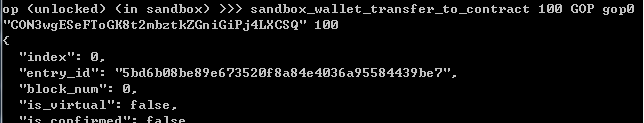 op (unlocked) (in sandbox) >>> sandbox_wallet_transfer_to_contract 100 GOP gop0
"CON3wgESeFToGK8t2mbztkZGniGiPj4LXCSQ" 100
{
  "index": 0,
  "entry_id": "5bd6b08be89e673520f8a84e4036a95584439be7",
  "block_num": 0,
  "is_virtual": false,
  "is_confirmed": false,